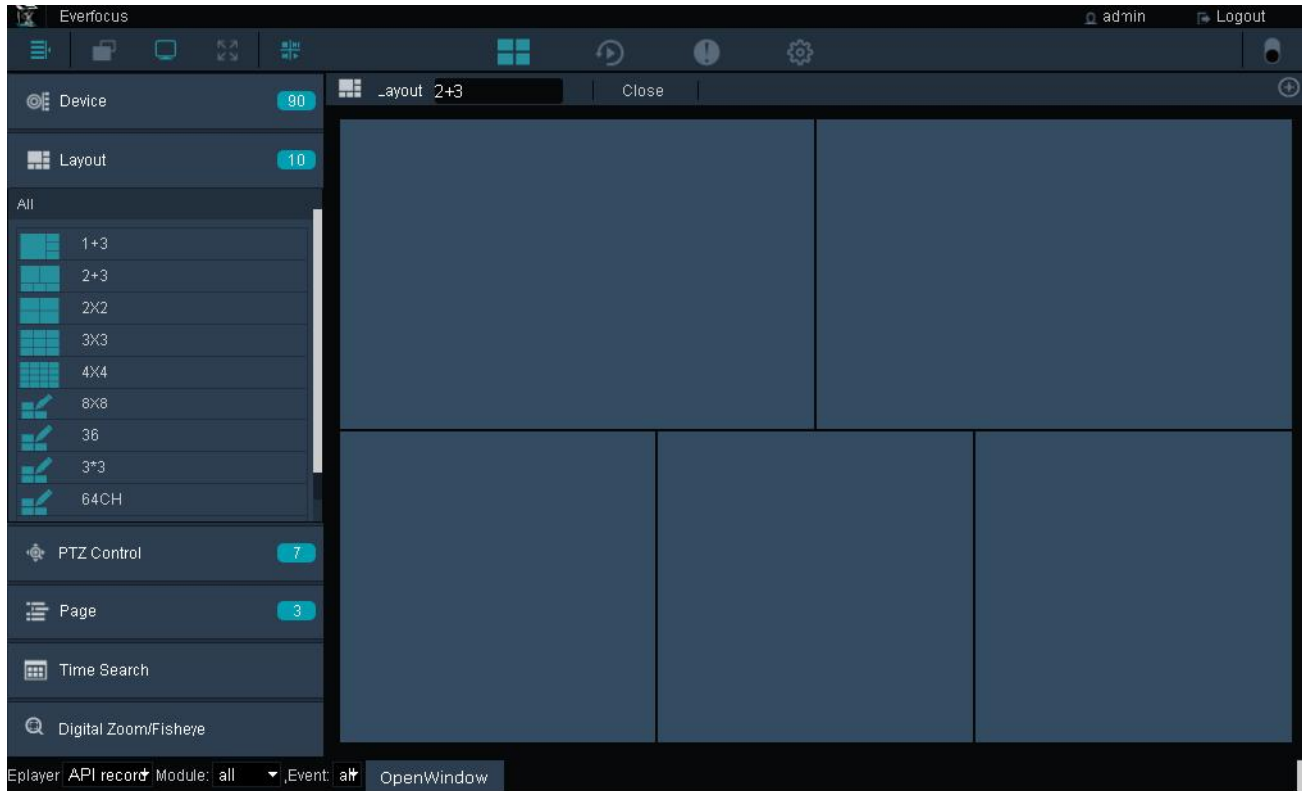 Everfocus admin Logout
Device 90
Layout 2+3 Close
Layout 10
All
1+3
2+3
2X2
3X3
4X4
8X8
36
3*3
64CH
PTZ Control 7
Page 3
Time Search
Digital Zoom/Fisheye
Eplayer API record Module: all ,Event: all OpenWindow